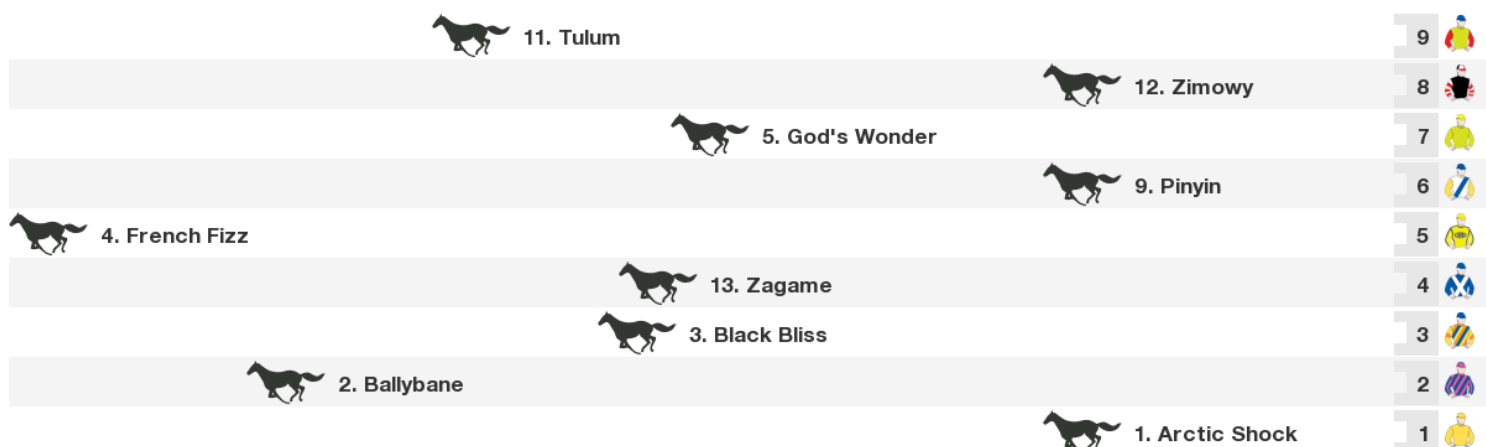 11. Tulum 9
12. Zimowy 8
5. God's Wonder 7
9. Pinyin 6
4. French Fizz 5
13. Zagame 4
3. Black Bliss 3
2. Ballybane 2
1. Arctic Shock 1